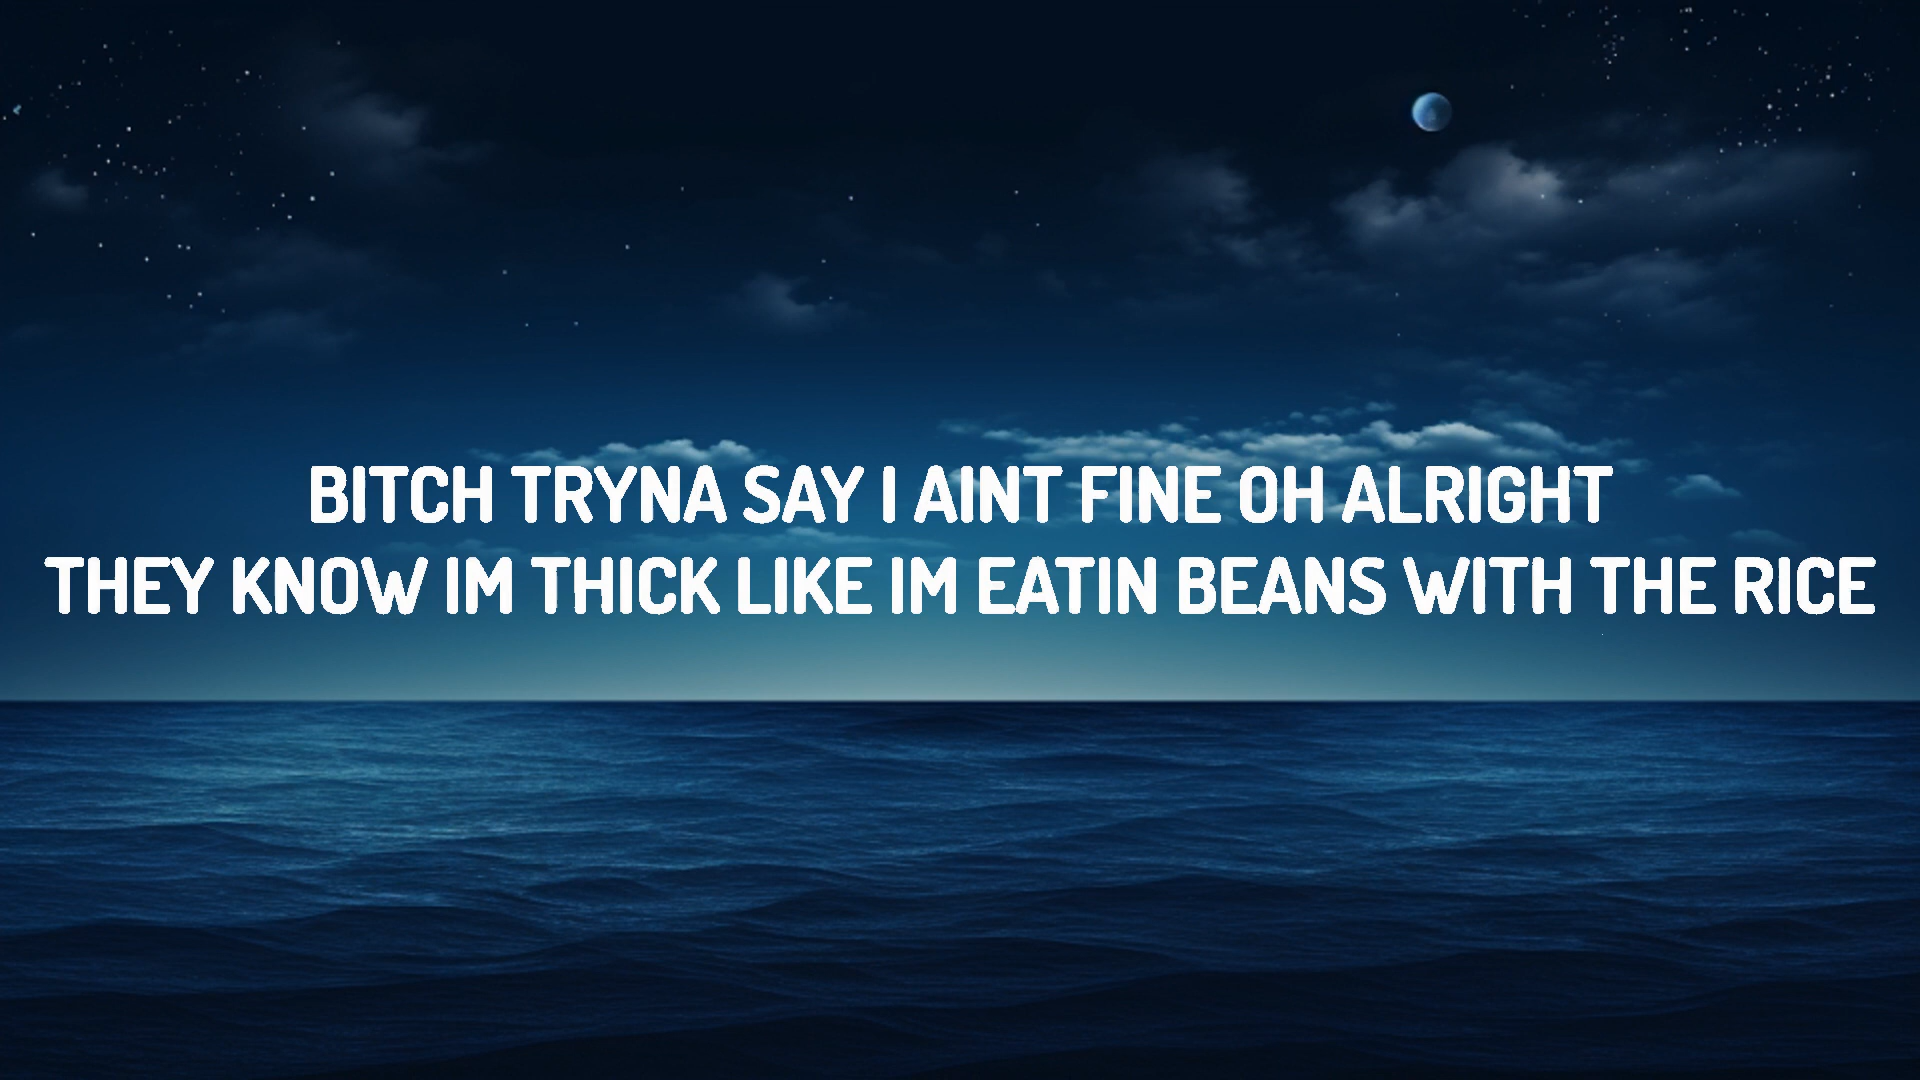 BITCH TRYNA SAY I AINT FINE OH ALRIGHT
THEY KNOW IM THICK LIKE IM EATIN BEANS WITH THE RICE